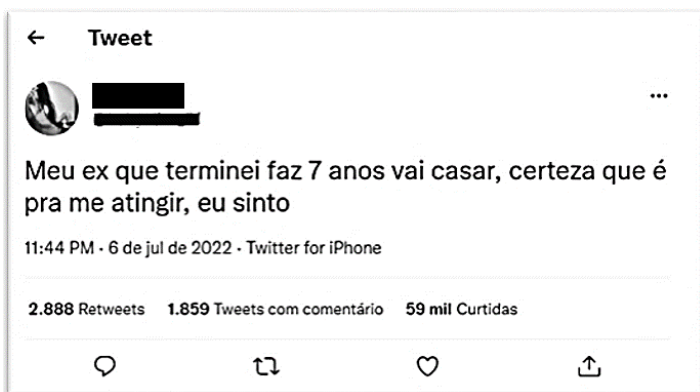 Tweet
Meu ex que terminei faz 7 anos vai casar, certeza que é
pra me atingir, eu sinto
11:44 PM · 6 de jul de 2022 · Twitter for iPhone
2.888 Retweets 1.859 Tweets com comentário 59 mil Curtidas